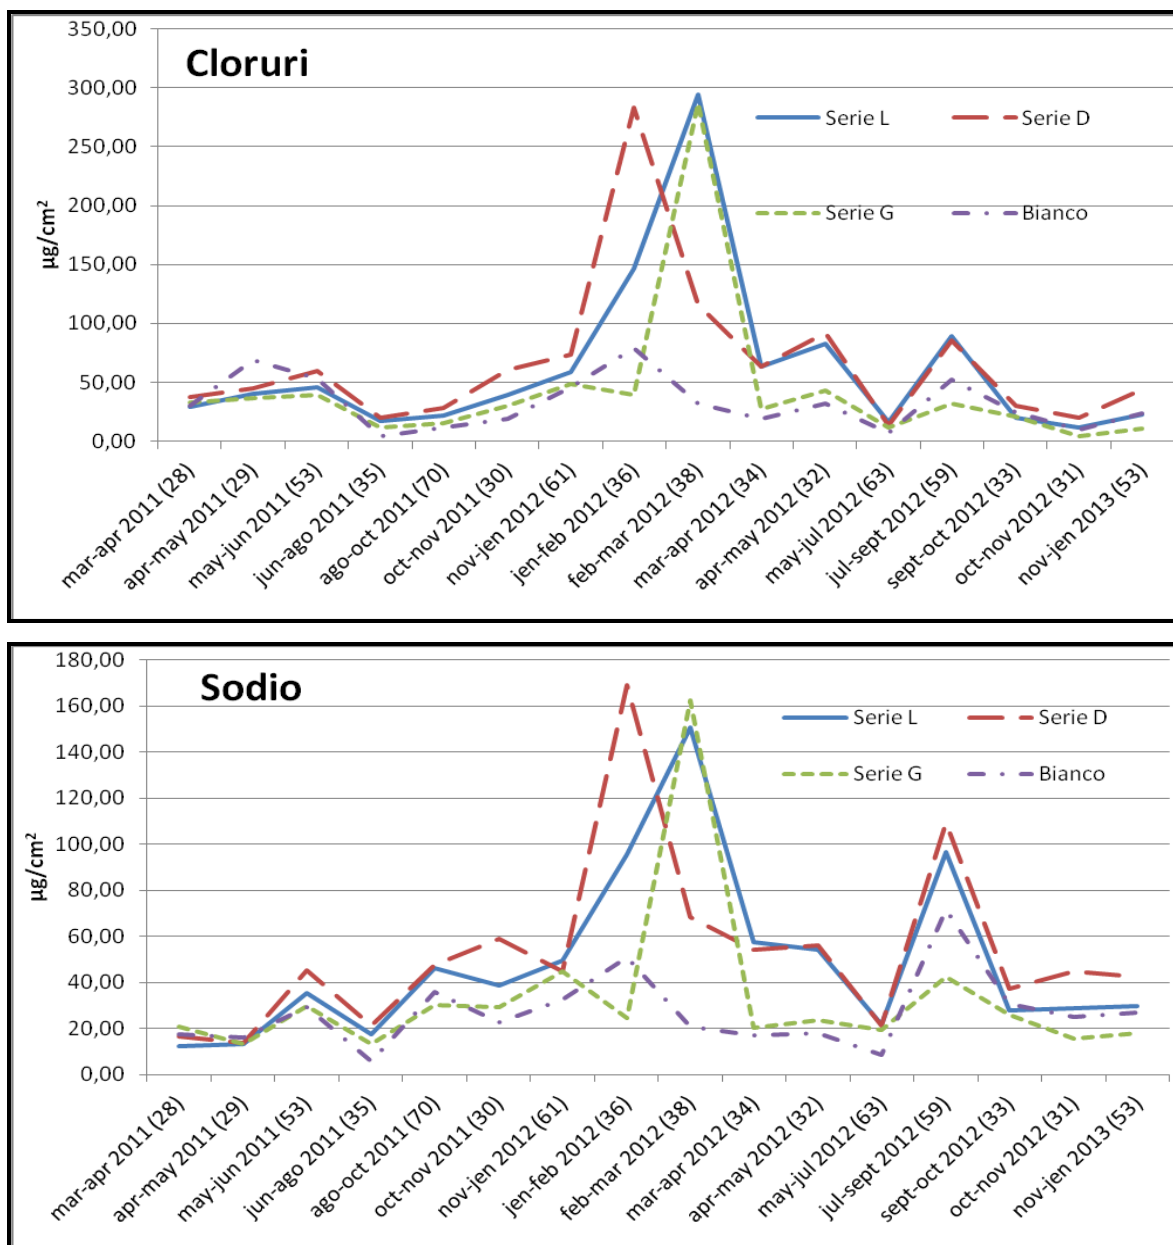 Cloruri
350,00
300,00
250,00
200,00
150,00
100,00
50,00
0,00
µg/cm²
Serie L
Serie D
Serie G
Bianco
mar-apr 2011 (28)
apr-may 2011 (29)
may-jun 2011 (53)
jun-ago 2011 (35)
ago-oct 2011 (70)
oct-nov 2011 (30)
nov-jen 2012 (61)
jen-feb 2012 (36)
feb-mar 2012 (38)
mar-apr 2012 (34)
apr-may 2012 (32)
may-jul 2012 (63)
jul-sept 2012 (59)
sept-oct 2012 (33)
oct-nov 2012 (31)
nov-jen 2013 (53)
Sodio
180,00
160,00
140,00
120,00
100,00
80,00
60,00
40,00
20,00
0,00
µg/cm²
Serie L
Serie D
Serie G
Bianco
mar-apr 2011 (28)
apr-may 2011 (29)
may-jun 2011 (53)
jun-ago 2011 (35)
ago-oct 2011 (70)
oct-nov 2011 (30)
nov-jen 2012 (61)
jen-feb 2012 (36)
feb-mar 2012 (38)
mar-apr 2012 (34)
apr-may 2012 (32)
may-jul 2012 (63)
jul-sept 2012 (59)
sept-oct 2012 (33)
oct-nov 2012 (31)
nov-jen 2013 (53)